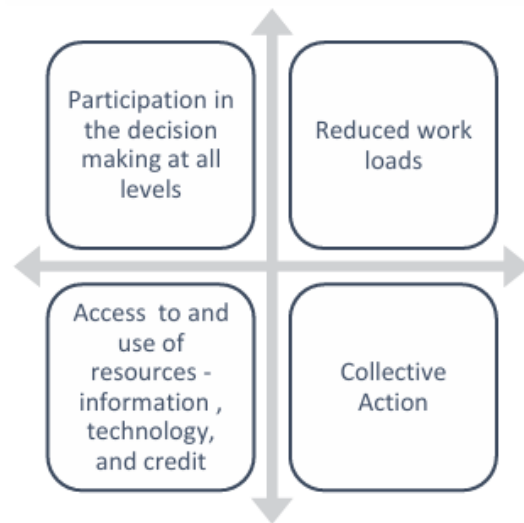 Participation in
the decision
making at all
levels
Reduced work
loads
Access  to and
use of
resources -
information ,
technology,
and credit
Collective
Action